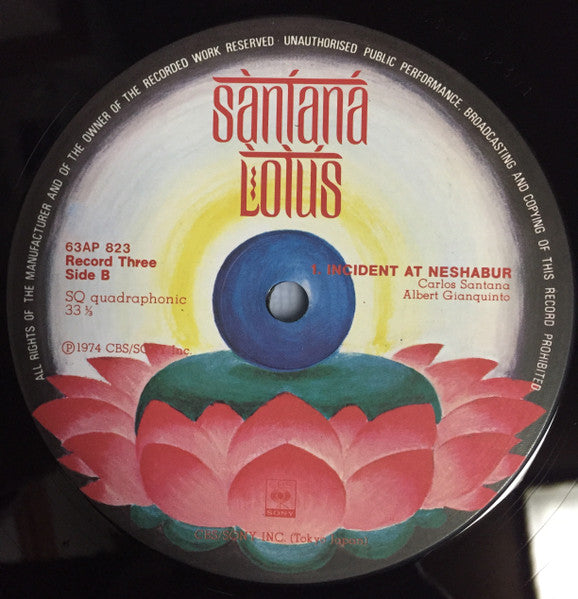 ALL RIGHTS OF THE MANUFACTURER AND OF THE OWNER OF THE RECORDED WORK RESERVED · UNAUTHORISED PUBLIC PERFORMANCE, BROADCASTING AND COPYING OF THIS RECORD PROHIBITED
Santana
Lotus
63AP 823
Record Three
Side B
SQ quadraphonic
33 ⅓
1. INCIDENT AT NESHABUR
Carlos Santana
Albert Gianquinto
Ⓟ1974 CBS/SONY Inc.
SONY
CBS/SONY INC. (Tokyo Japan)